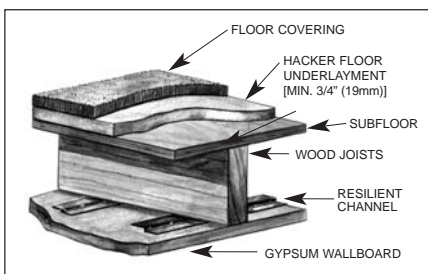 FLOOR COVERING
HACKER FLOOR
UNDERLAYMENT
[MIN. 3/4" (19mm)]
SUBFLOOR
WOOD JOISTS
RESILIENT
CHANNEL
GYPSUM WALLBOARD